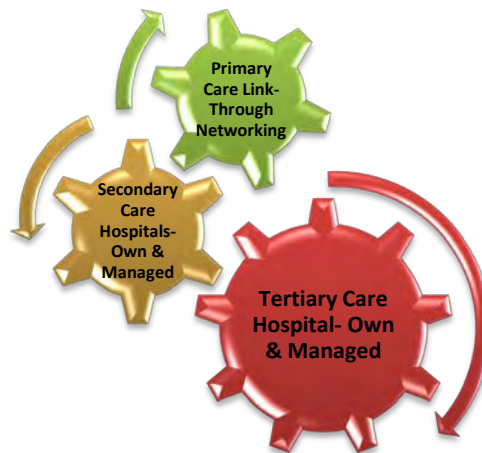 Primary
Care Link-
Through
Networking
Secondary
Care
Hospitals-
Own &
Managed
Tertiary Care
Hospital- Own
& Managed